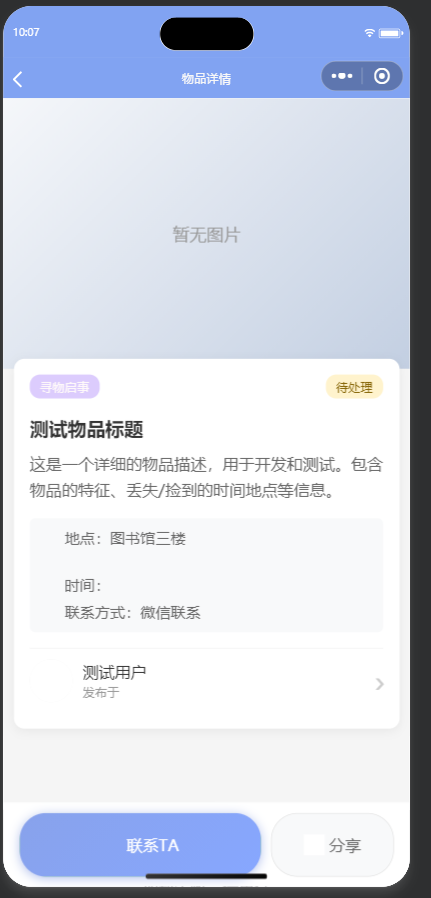 10:07
物品详情
暂无图片
寻物启事
待处理
测试物品标题
这是一个详细的物品描述，用于开发和测试。包含
物品的特征、丢失/捡到的时间地点等信息。
地点：图书馆三楼
时间：
联系方式：微信联系
测试用户
发布于
联系TA
分享